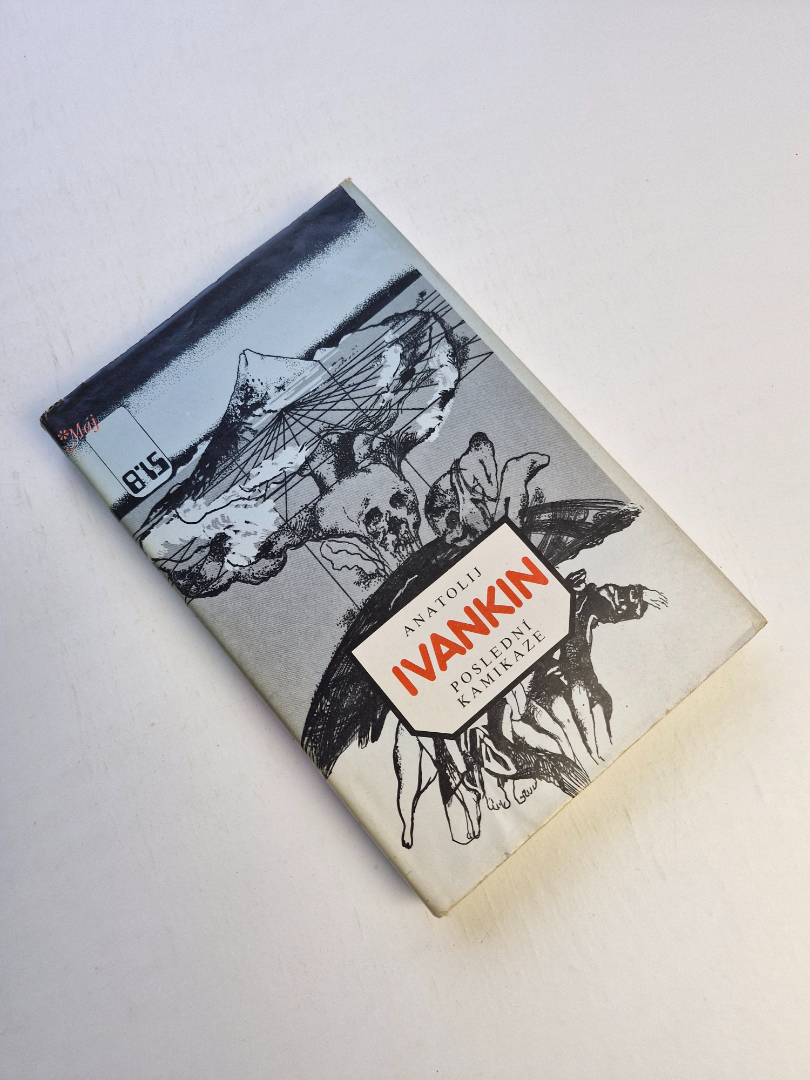 *Máj
8:15
ANATOLIJ
IVANKIN
POSLEDNÍ
KAMIKAZE